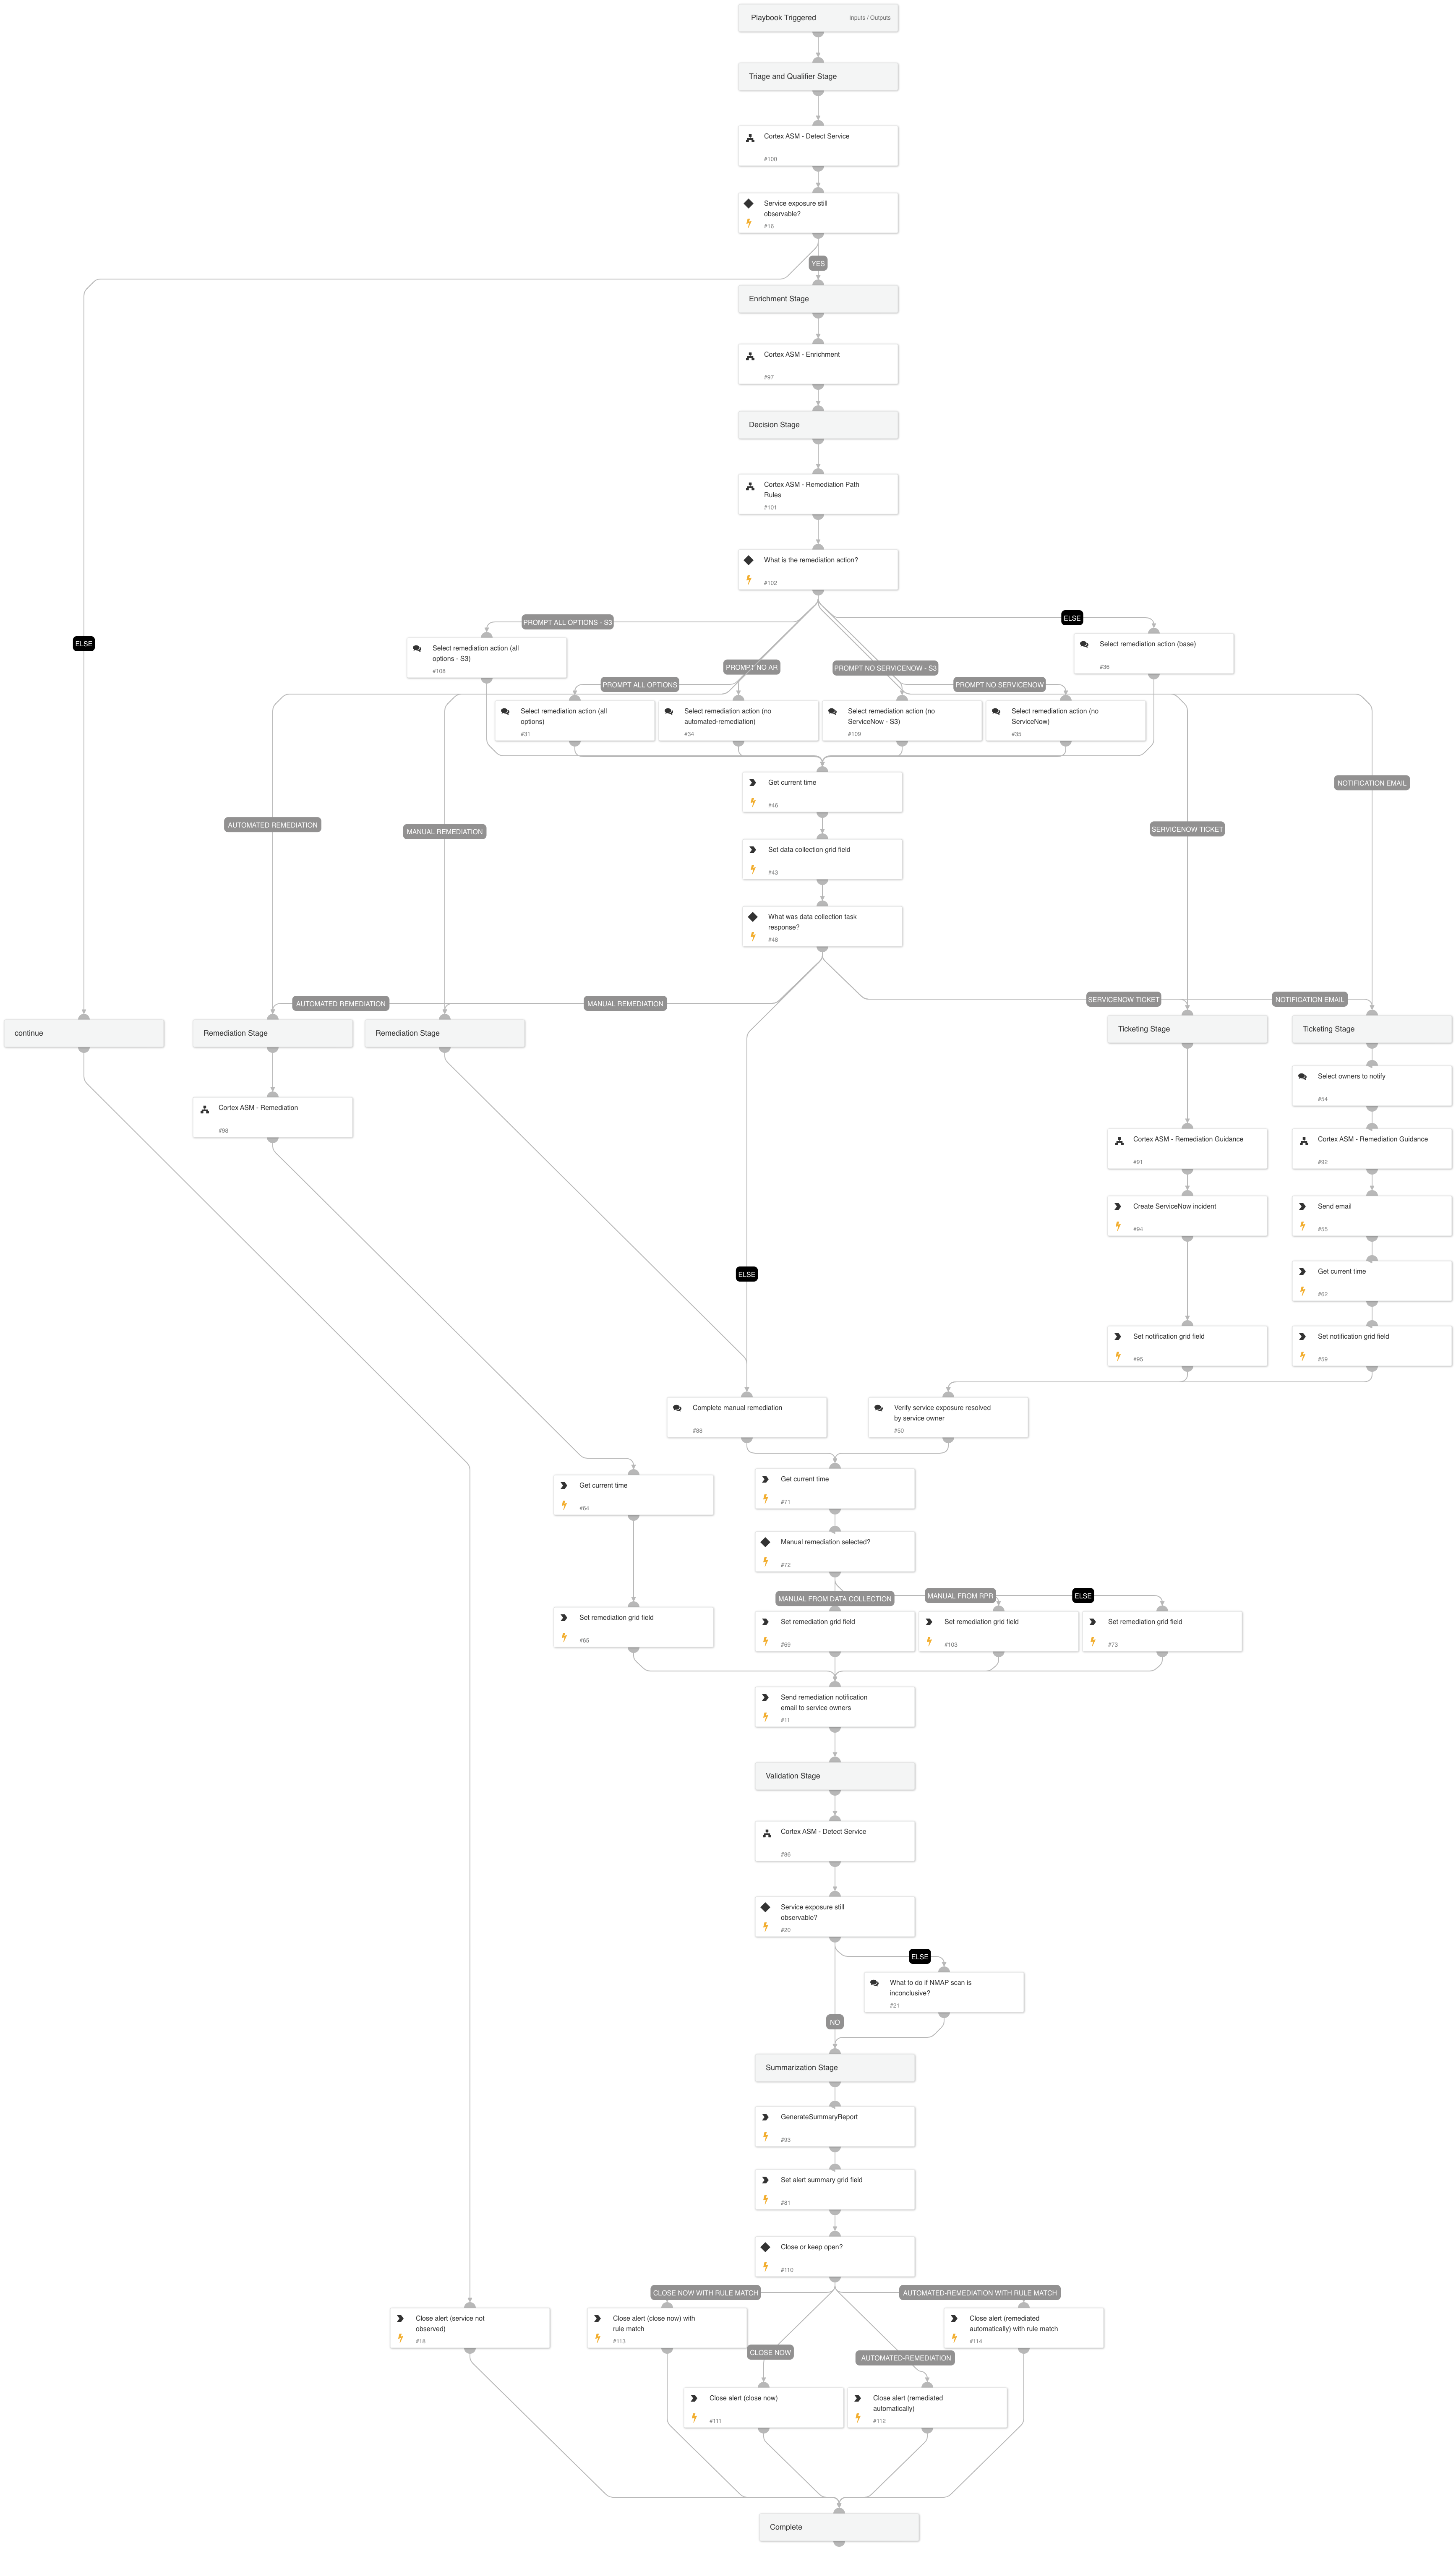 Playbook Triggered
Inputs / Outputs
Triage and Qualifier Stage
Cortex ASM - Detect Service
#100
Service exposure still
observable?
#16
YES
Enrichment Stage
Cortex ASM - Enrichment
#97
Decision Stage
Cortex ASM - Remediation Path
Rules
#101
What is the remediation action?
#102
PROMPT ALL OPTIONS - S3
ELSE
ELSE
Select remediation action (all
options - S3)
#108
Select remediation action (base)
#36
PROMPT NO AR
PROMPT NO SERVICENOW - S3
PROMPT ALL OPTIONS
PROMPT NO SERVICENOW
Select remediation action (all
options)
#31
Select remediation action (no
automated-remediation)
#34
Select remediation action (no
ServiceNow - S3)
#109
Select remediation action (no
ServiceNow)
#35
Get current time
#46
NOTIFICATION EMAIL
AUTOMATED REMEDIATION
MANUAL REMEDIATION
SERVICENOW TICKET
Set data collection grid field
#43
What was data collection task
response?
#48
AUTOMATED REMEDIATION
MANUAL REMEDIATION
SERVICENOW TICKET
NOTIFICATION EMAIL
continue
Remediation Stage
Remediation Stage
Ticketing Stage
Ticketing Stage
Select owners to notify
#54
Cortex ASM - Remediation
#98
Cortex ASM - Remediation Guidance
#91
Cortex ASM - Remediation Guidance
#92
Create ServiceNow incident
#94
Send email
#55
ELSE
Get current time
#62
Set notification grid field
#95
Set notification grid field
#59
Complete manual remediation
#88
Verify service exposure resolved
by service owner
#50
Get current time
#64
Get current time
#71
Manual remediation selected?
#72
MANUAL FROM DATA COLLECTION
MANUAL FROM RPR
ELSE
Set remediation grid field
#65
Set remediation grid field
#69
Set remediation grid field
#103
Set remediation grid field
#73
Send remediation notification
email to service owners
#11
Validation Stage
Cortex ASM - Detect Service
#86
Service exposure still
observable?
#20
ELSE
What to do if NMAP scan is
inconclusive?
#21
NO
Summarization Stage
GenerateSummaryReport
#93
Set alert summary grid field
#81
Close or keep open?
#110
CLOSE NOW WITH RULE MATCH
AUTOMATED-REMEDIATION WITH RULE MATCH
Close alert (service not
observed)
#18
Close alert (close now) with
rule match
#113
Close alert (remediated
automatically) with rule match
#114
CLOSE NOW
AUTOMATED-REMEDIATION
Close alert (close now)
#111
Close alert (remediated
automatically)
#112
Complete